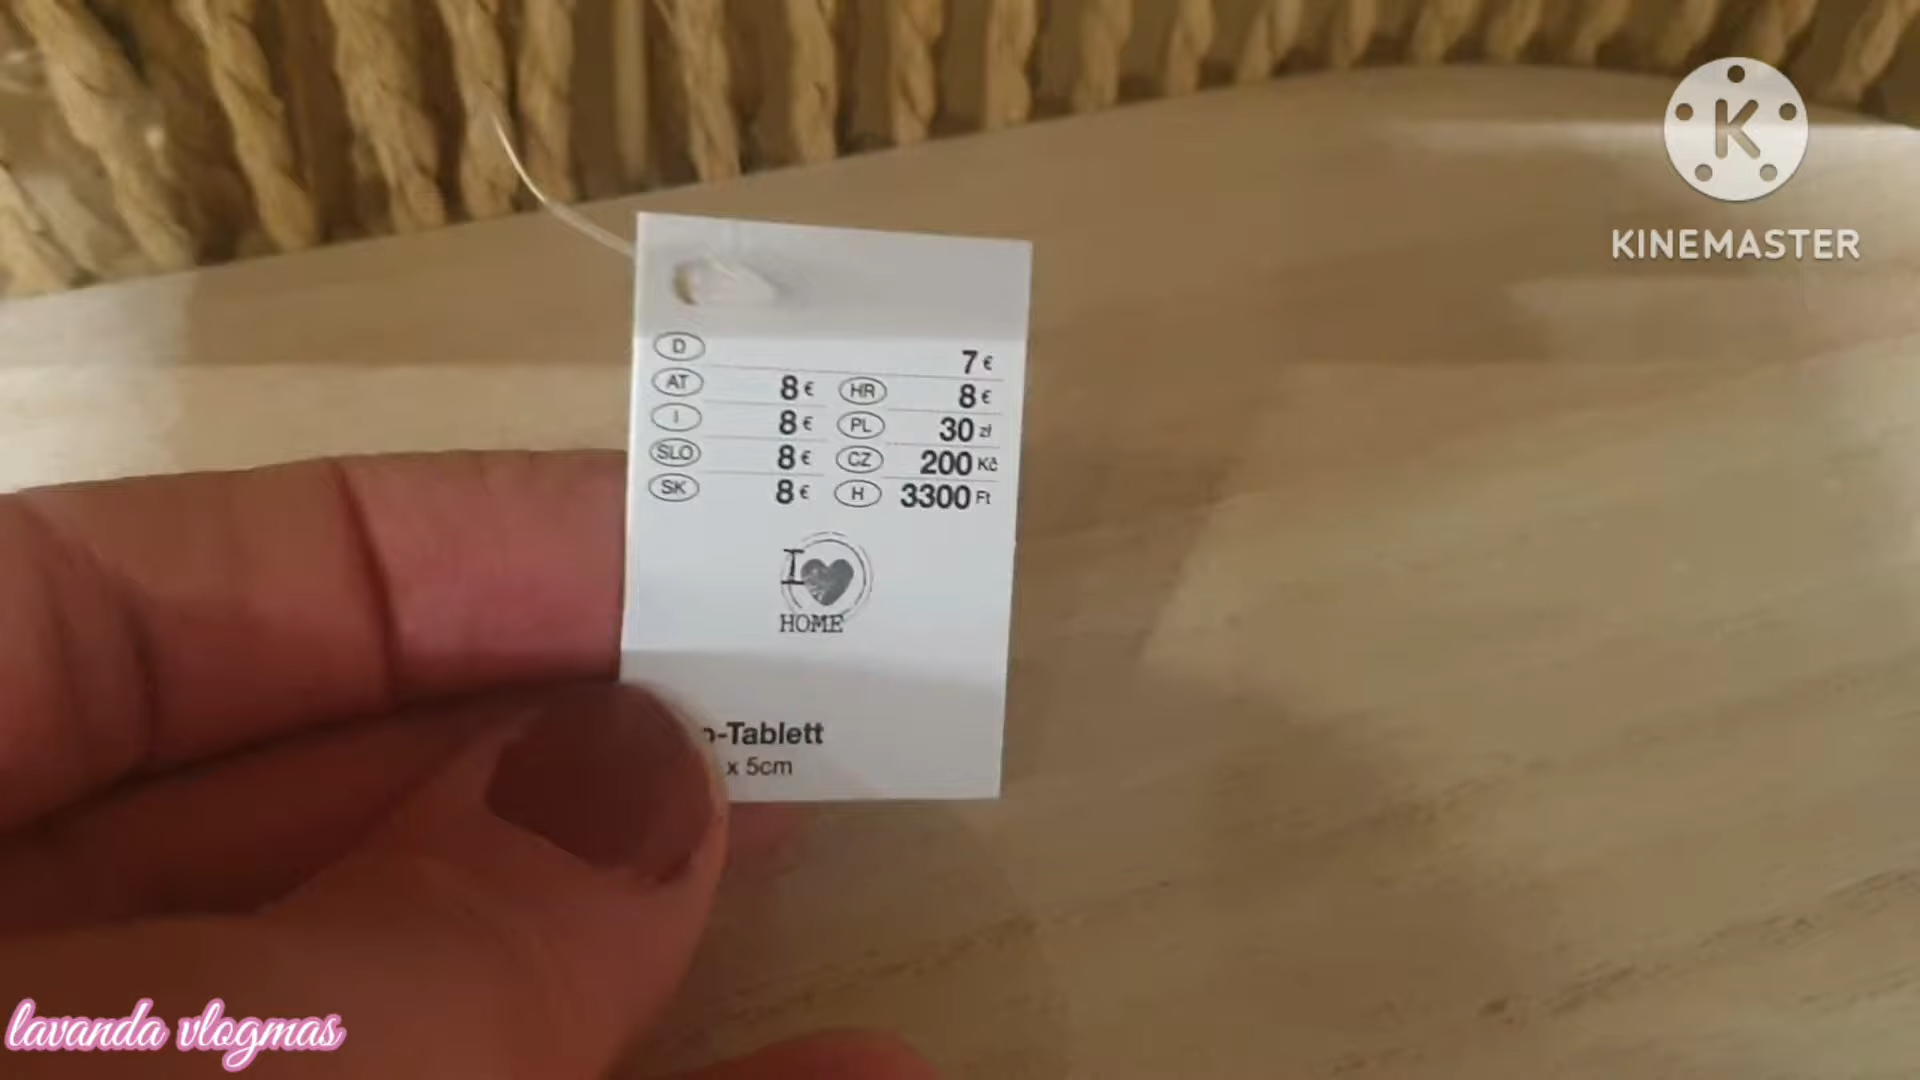 K
KINEMASTER
D 7 €
AT 8 € HR 8 €
I 8 € PL 30 zł
SLO 8 € CZ 200 Kč
SK 8 € H 3300 Ft
I
HOME
-Tablett
x 5cm
lavanda vlogmas